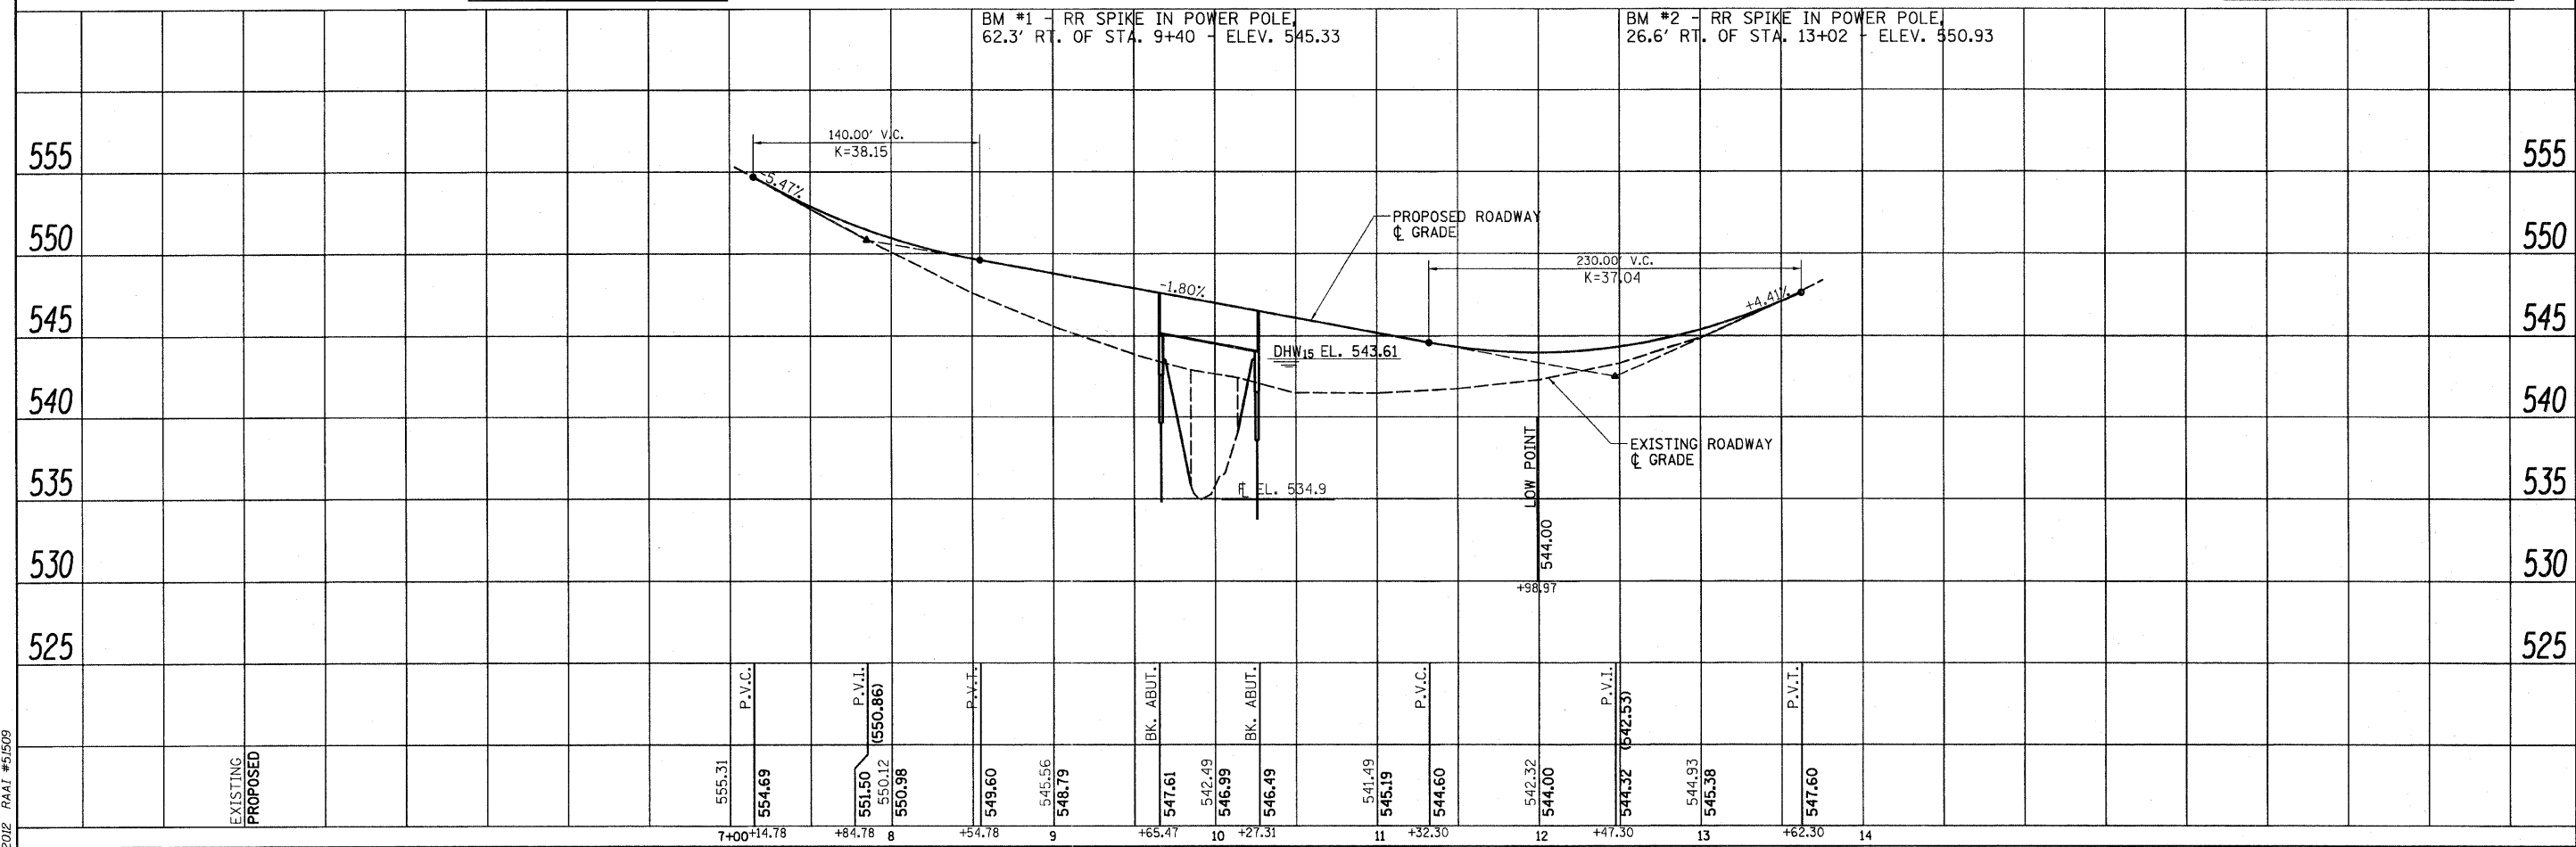 BM #1 - RR SPIKE IN POWER POLE,
62.3' RT. OF STA. 9+40 - ELEV. 545.33
BM #2 - RR SPIKE IN POWER POLE,
26.6' RT. OF STA. 13+02 - ELEV. 550.93
140.00' V.C.
K=38.15
555
555
-5.47%
PROPOSED ROADWAY
℄ GRADE
550
550
230.00' V.C.
K=37.04
-1.80%
+4.41%
545
545
DHW15 EL. 543.61
540
540
EXISTING ROADWAY
℄ GRADE
LOW POINT
544.00
+98.97
535
535
FL EL. 534.9
530
530
525
525
P.V.C.
P.V.I.
(550.86)
P.V.T.
BK. ABUT.
BK. ABUT.
P.V.C.
P.V.I.
(542.53)
P.V.T.
EXISTING
PROPOSED
555.31
554.69
551.50
550.12
550.98
549.60
545.56
548.79
547.61
542.49
546.99
546.49
541.49
545.19
544.60
542.32
544.00
544.32
544.93
545.38
547.60
7+00 +14.78 +84.78 8 +54.78 9 +65.47 10 +27.31 11 +32.30 12 +47.30 13 +62.30 14
2012 RAAI #51509